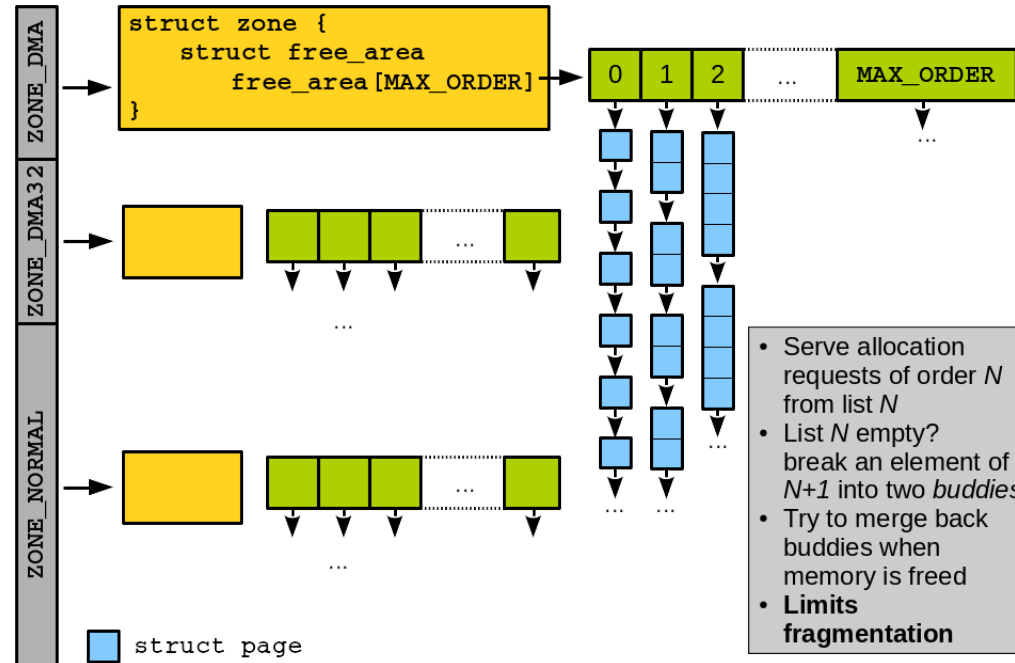 ZONE_DMA
struct zone {
struct free_area
free_area[MAX_ORDER]
}
0 1 2 ... MAX_ORDER
...
ZONE_DMA32
...
...
ZONE_NORMAL
...
...
... ...
...
• Serve allocation
requests of order N
from list N
• List N empty?
break an element of
N+1 into two buddies
• Try to merge back
buddies when
memory is freed
• Limits
fragmentation
struct page